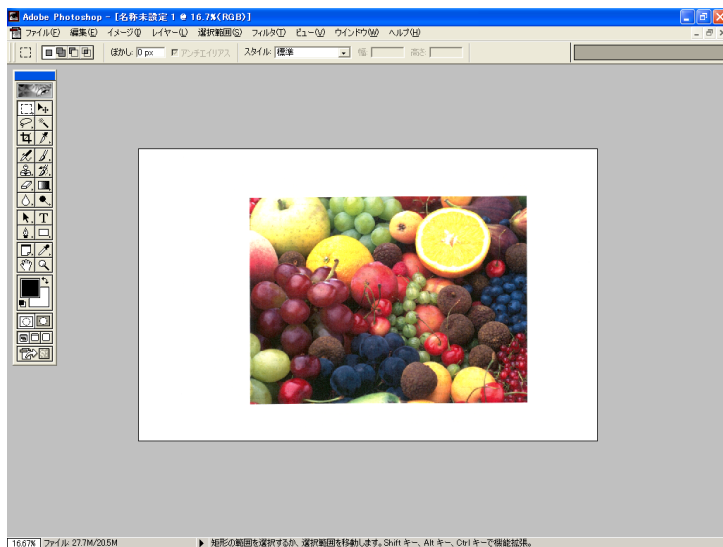 Adobe Photoshop - [名称未設定 1 @ 16.7%(RGB)]
ファイル(F) 編集(E) イメージ(I) レイヤー(L) 選択範囲(S) フィルタ(T) ビュー(V) ウインドウ(W) ヘルプ(H)
ぼかし: 0 px アンチエイリアス スタイル: 標準 幅: 高さ:
16.67% ファイル: 27.7M/20.5M 矩形の範囲を選択するか、選択範囲を移動します。Shift キー、Alt キー、Ctrl キーで機能拡張。